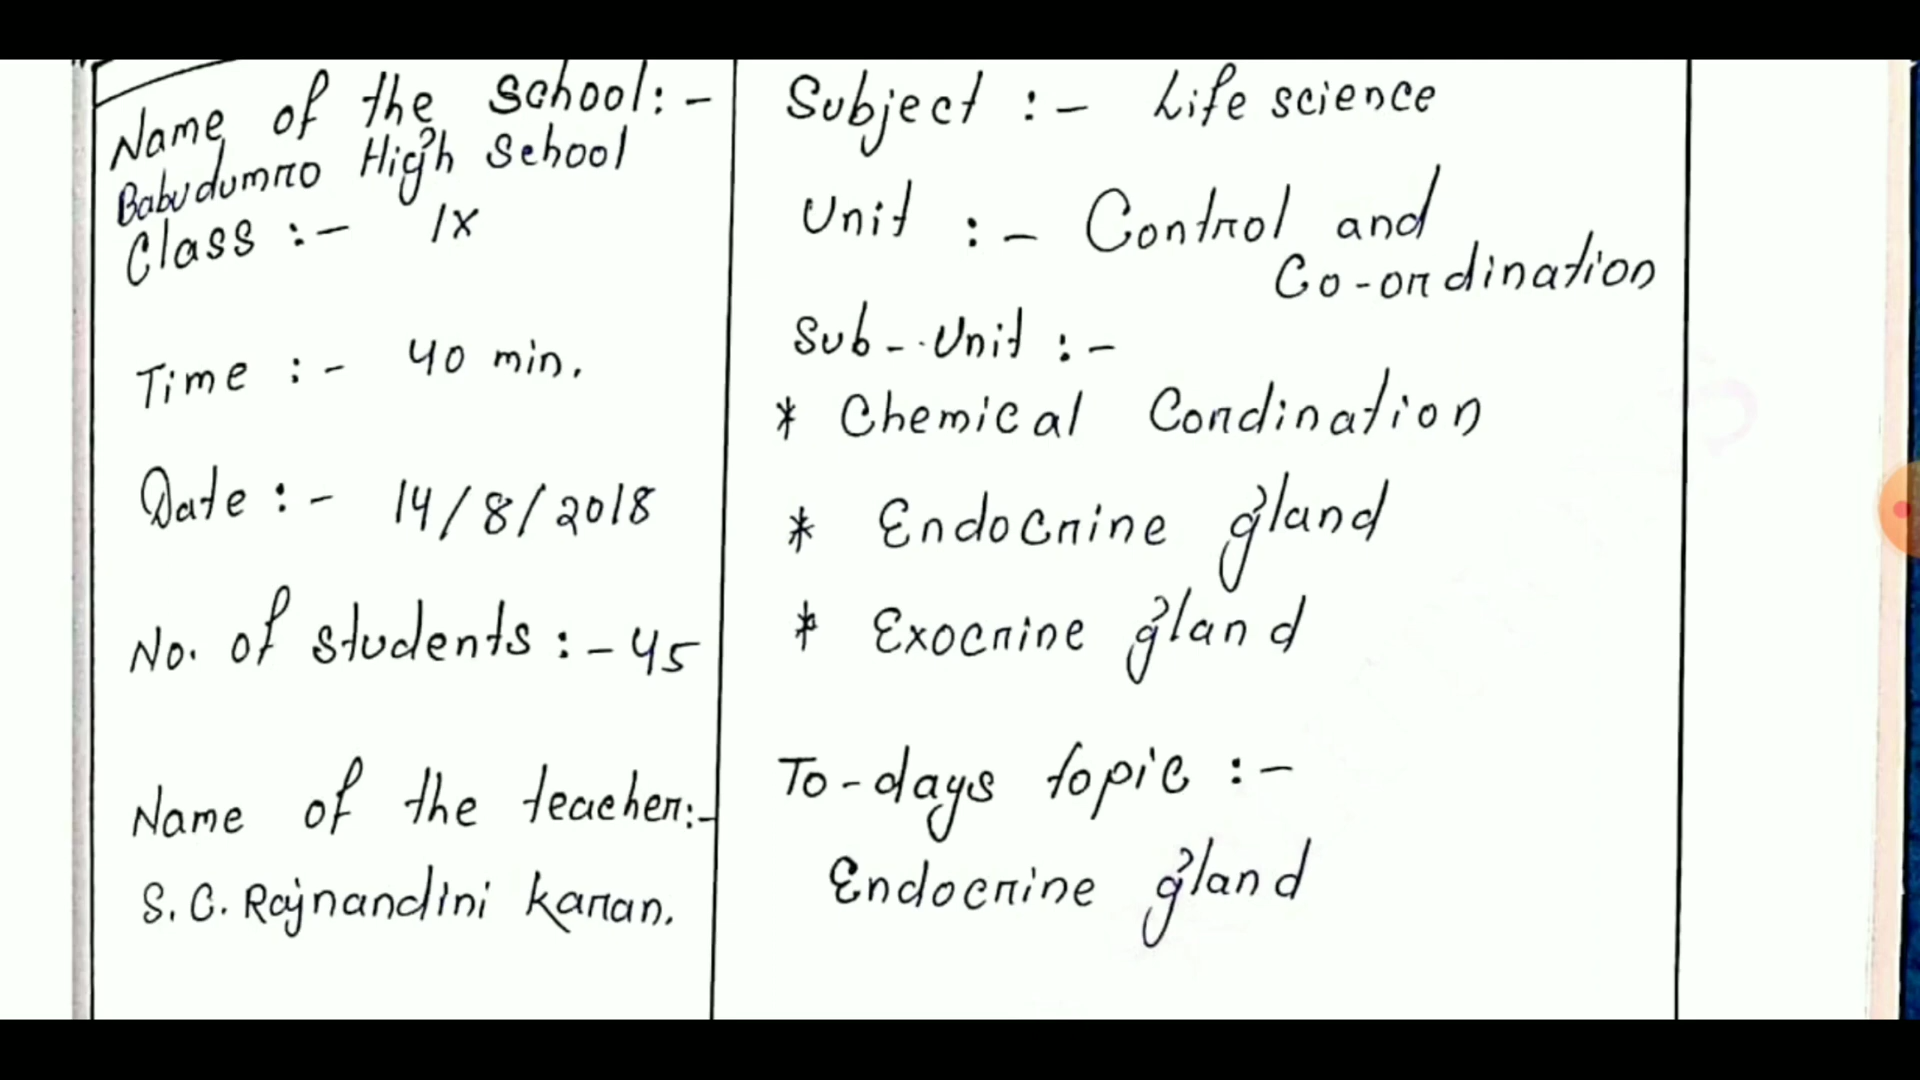 Name of the School:-
Babudumro High School
Class :- IX
Time :- 40 min.
Date :- 14/8/2018
No. of students :- 45
Name of the teacher:-
S.C. Rajnandini Karan.
Subject :- Life science
Unit :- Control and
Co-ordination
Sub-Unit :-
* Chemical Cordination
* Endocrine gland
* Exocrine gland
To-days topic :-
Endocrine gland